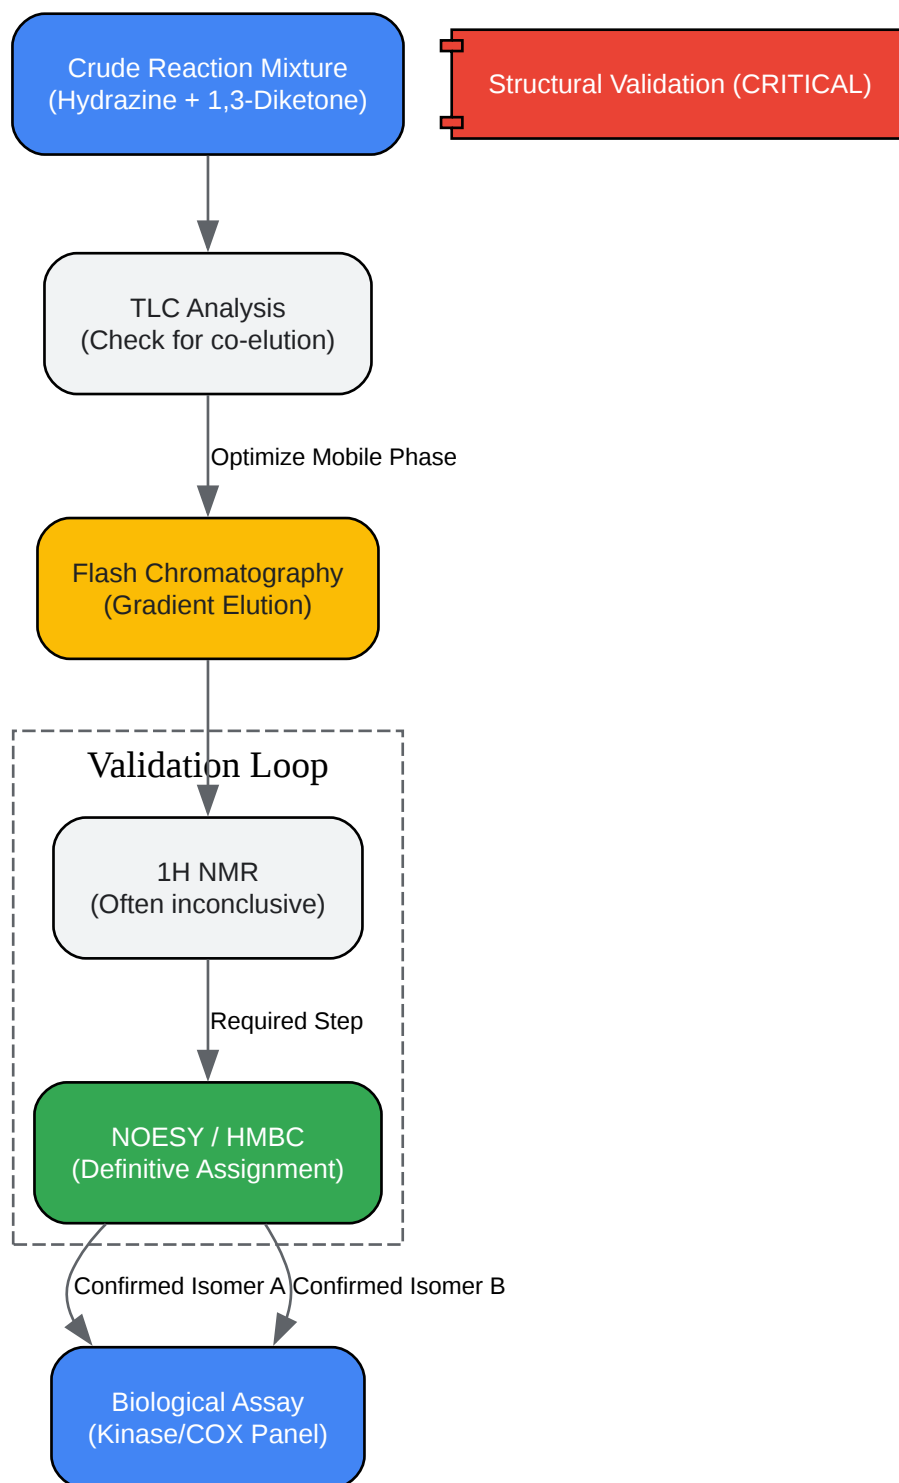 Crude Reaction Mixture
(Hydrazine + 1,3-Diketone)
Structural Validation (CRITICAL)
TLC Analysis
(Check for co-elution)
Optimize Mobile Phase
Flash Chromatography
(Gradient Elution)
Validation Loop
1H NMR
(Often inconclusive)
Required Step
NOESY / HMBC
(Definitive Assignment)
Confirmed Isomer A
Confirmed Isomer B
Biological Assay
(Kinase/COX Panel)